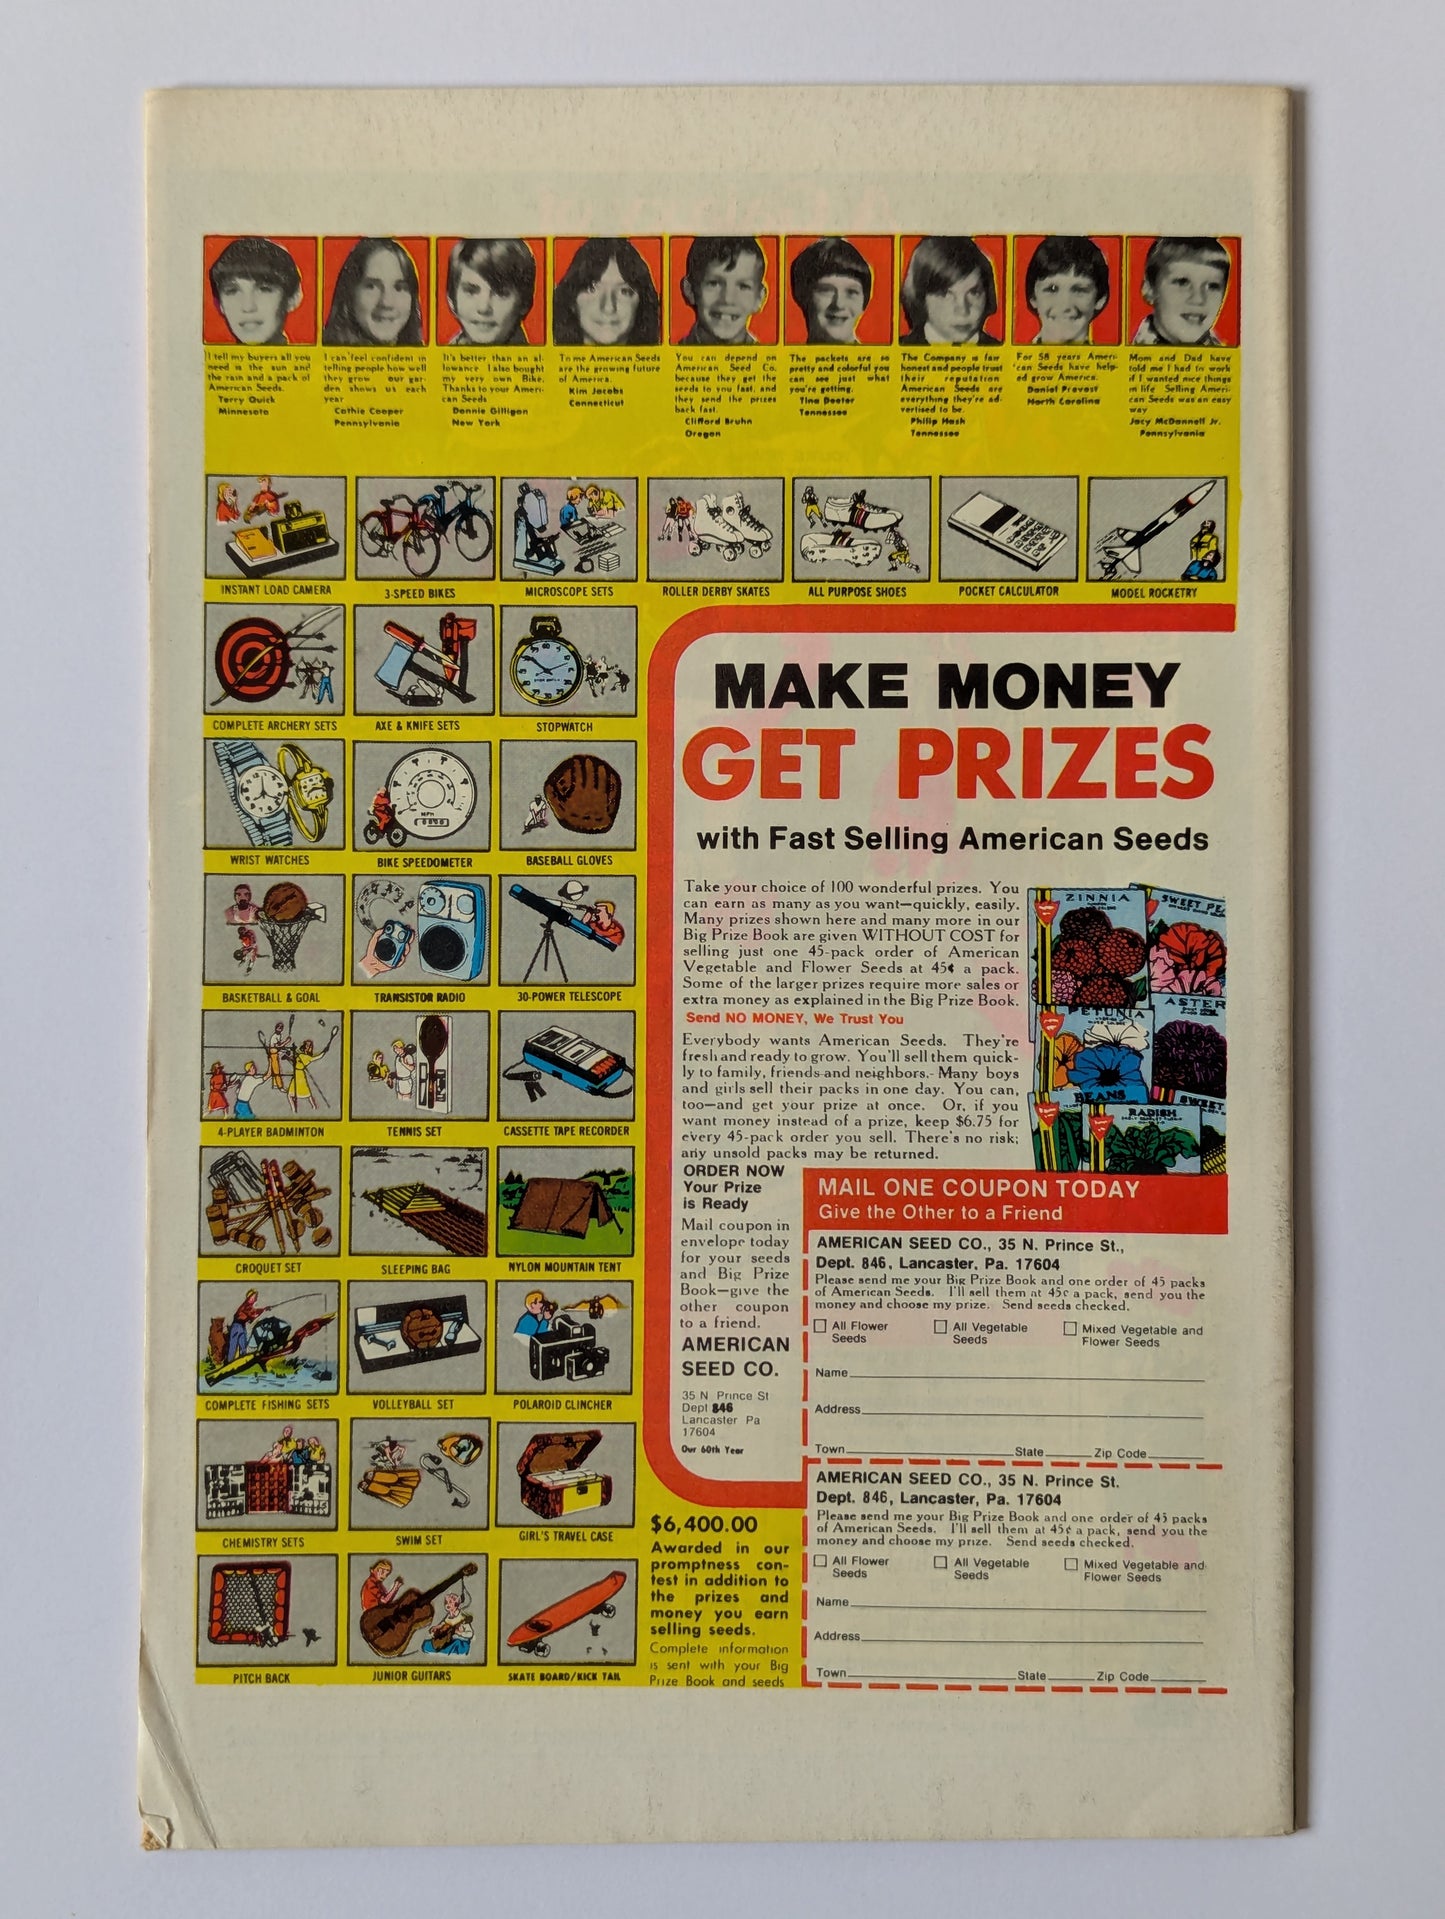 I tell my buyers all you
need is the sun and
the rain and a pack of
American Seeds.
Terry Quick
Minnesota
I can feel confident in
telling people how well
they grow our gar-
den shows us each
year
Cathie Cooper
Pennsylvania
It's better than an al-
lowance I also bought
my very own Bike.
Thanks to your Ameri-
can Seeds
Donnie Gilligan
New York
To me American Seeds
are the growing future
of America.
Kim Jacobs
Connecticut
You can depend on
American Seed Co.
because they get the
seeds to you fast, and
they send the prizes
back fast.
Clifford Bruhn
Oregon
The packets are so
pretty and colorful you
can see just what
you're getting.
Tina Deeter
Tennessee
The Company is fair
honest and people trust
their reputation
American Seeds are
everything they're ad-
vertised to be.
Philip Hash
Tennessee
For 58 years Ameri-
can Seeds have help-
ed grow America.
Daniel Provost
North Carolina
Mom and Dad have
told me I had to work
if I wanted nice things
in life Selling Ameri-
can Seeds was an easy
way
Jacy McDannell Jr.
Pennsylvania
INSTANT LOAD CAMERA
3-SPEED BIKES
MICROSCOPE SETS
ROLLER DERBY SKATES
ALL PURPOSE SHOES
POCKET CALCULATOR
MODEL ROCKETRY
COMPLETE ARCHERY SETS
AXE & KNIFE SETS
STOPWATCH
WRIST WATCHES
BIKE SPEEDOMETER
BASEBALL GLOVES
BASKETBALL & GOAL
TRANSISTOR RADIO
30-POWER TELESCOPE
4-PLAYER BADMINTON
TENNIS SET
CASSETTE TAPE RECORDER
CROQUET SET
SLEEPING BAG
NYLON MOUNTAIN TENT
COMPLETE FISHING SETS
VOLLEYBALL SET
POLAROID CLINCHER
CHEMISTRY SETS
SWIM SET
GIRL'S TRAVEL CASE
PITCH BACK
JUNIOR GUITARS
SKATE BOARD/KICK TAIL
MAKE MONEY
GET PRIZES
with Fast Selling American Seeds
Take your choice of 100 wonderful prizes. You
can earn as many as you want—quickly, easily.
Many prizes shown here and many more in our
Big Prize Book are given WITHOUT COST for
selling just one 45-pack order of American
Vegetable and Flower Seeds at 45¢ a pack.
Some of the larger prizes require more sales or
extra money as explained in the Big Prize Book.
Send NO MONEY, We Trust You
Everybody wants American Seeds. They're
fresh and ready to grow. You'll sell them quick-
ly to family, friends and neighbors. Many boys
and girls sell their packs in one day. You can,
too—and get your prize at once. Or, if you
want money instead of a prize, keep $6.75 for
every 45-pack order you sell. There's no risk;
any unsold packs may be returned.
ZINNIA
SWEET PE
ASTER
PETUNIA
BEANS
RADISH
SWEET
ORDER NOW
Your Prize
is Ready
Mail coupon in
envelope today
for your seeds
and Big Prize
Book—give the
other coupon
to a friend.
AMERICAN
SEED CO.
35 N Prince St
Dept 846
Lancaster Pa
17604
Our 60th Year
$6,400.00
Awarded in our
promptness con-
test in addition to
the prizes and
money you earn
selling seeds.
Complete information
is sent with your Big
Prize Book and seeds
MAIL ONE COUPON TODAY
Give the Other to a Friend
AMERICAN SEED CO., 35 N. Prince St.,
Dept. 846, Lancaster, Pa. 17604
Please send me your Big Prize Book and one order of 45 packs
of American Seeds. I'll sell them at 45c a pack, send you the
money and choose my prize. Send seeds checked.
All Flower Seeds
All Vegetable Seeds
Mixed Vegetable and Flower Seeds
Name
Address
Town State Zip Code
AMERICAN SEED CO., 35 N. Prince St.
Dept. 846, Lancaster, Pa. 17604
Please send me your Big Prize Book and one order of 45 packs
of American Seeds. I'll sell them at 45¢ a pack, send you the
money and choose my prize. Send seeds checked.
All Flower Seeds
All Vegetable Seeds
Mixed Vegetable and Flower Seeds
Name
Address
Town State Zip Code